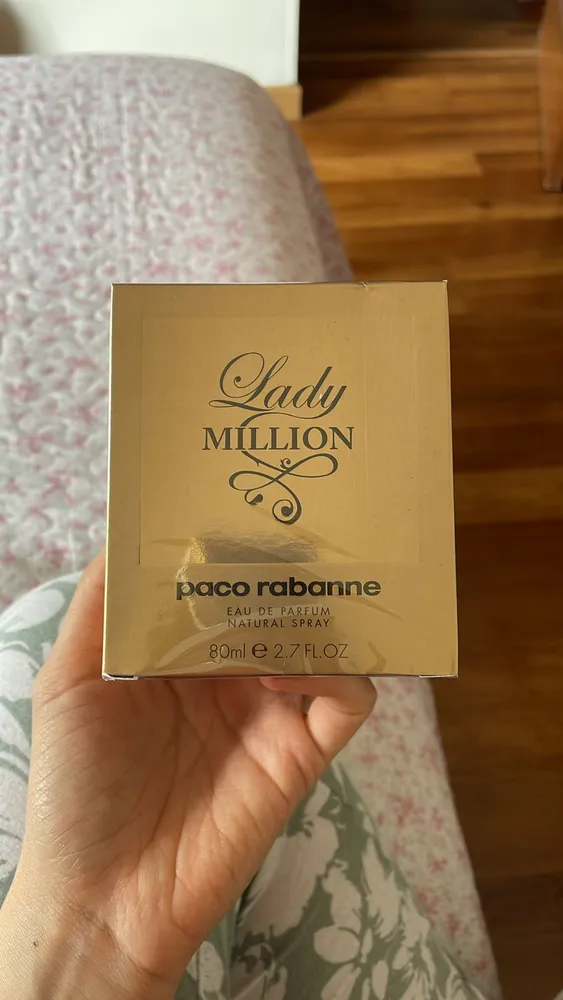 Lady
MILLION
paco rabanne
EAU DE PARFUM
NATURAL SPRAY
80ml ℮ 2.7 FL.OZ